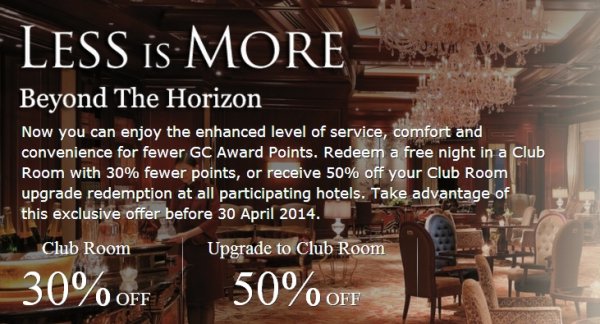 LESS IS MORE
Beyond The Horizon
Now you can enjoy the enhanced level of service, comfort and
convenience for fewer GC Award Points. Redeem a free night in a Club
Room with 30% fewer points, or receive 50% off your Club Room
upgrade redemption at all participating hotels. Take advantage of
this exclusive offer before 30 April 2014.
Club Room Upgrade to Club Room
30% OFF 50% OFF